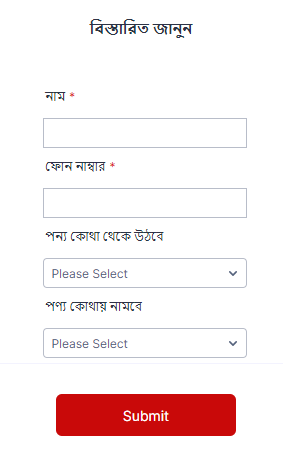 বিস্তারিত জানুন
নাম *
ফোন নাম্বার *
পন্য কোথা থেকে উঠবে
Please Select
পণ্য কোথায় নামবে
Please Select
Submit